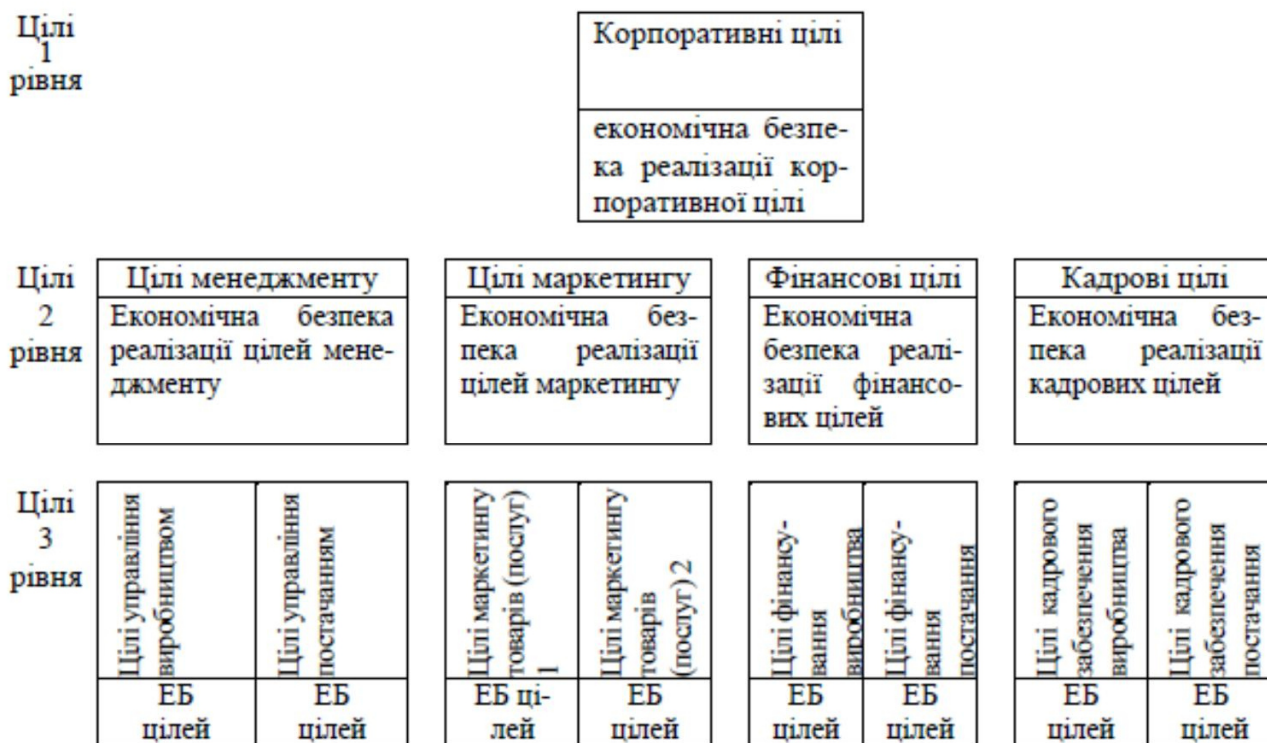 Цілі
1
рівня
Корпоративні цілі
економічна безпе-
ка реалізації кор-
поративної цілі
Цілі
2
рівня
Цілі менеджменту
Економічна безпека
реалізації цілей мене-
джменту
Цілі маркетингу
Економічна без-
пека реалізації
цілей маркетингу
Фінансові цілі
Економічна
безпека реалі-
зації фінансо-
вих цілей
Кадрові цілі
Економічна без-
пека реалізації
кадрових цілей
Цілі
3
рівня
Цілі управління
виробництвом
ЕБ
цілей
Цілі управління
постачанням
ЕБ
цілей
Цілі маркетингу
товарів (послуг)
1
ЕБ ці-
лей
Цілі маркетингу
товарів
(послуг) 2
ЕБ
цілей
Цілі фінансу-
вання
виробництва
ЕБ
цілей
Цілі фінансу-
вання
постачання
ЕБ
цілей
Цілі кадрового
забезпечення
виробництва
ЕБ
цілей
Цілі кадрового
забезпечення
постачання
ЕБ
цілей